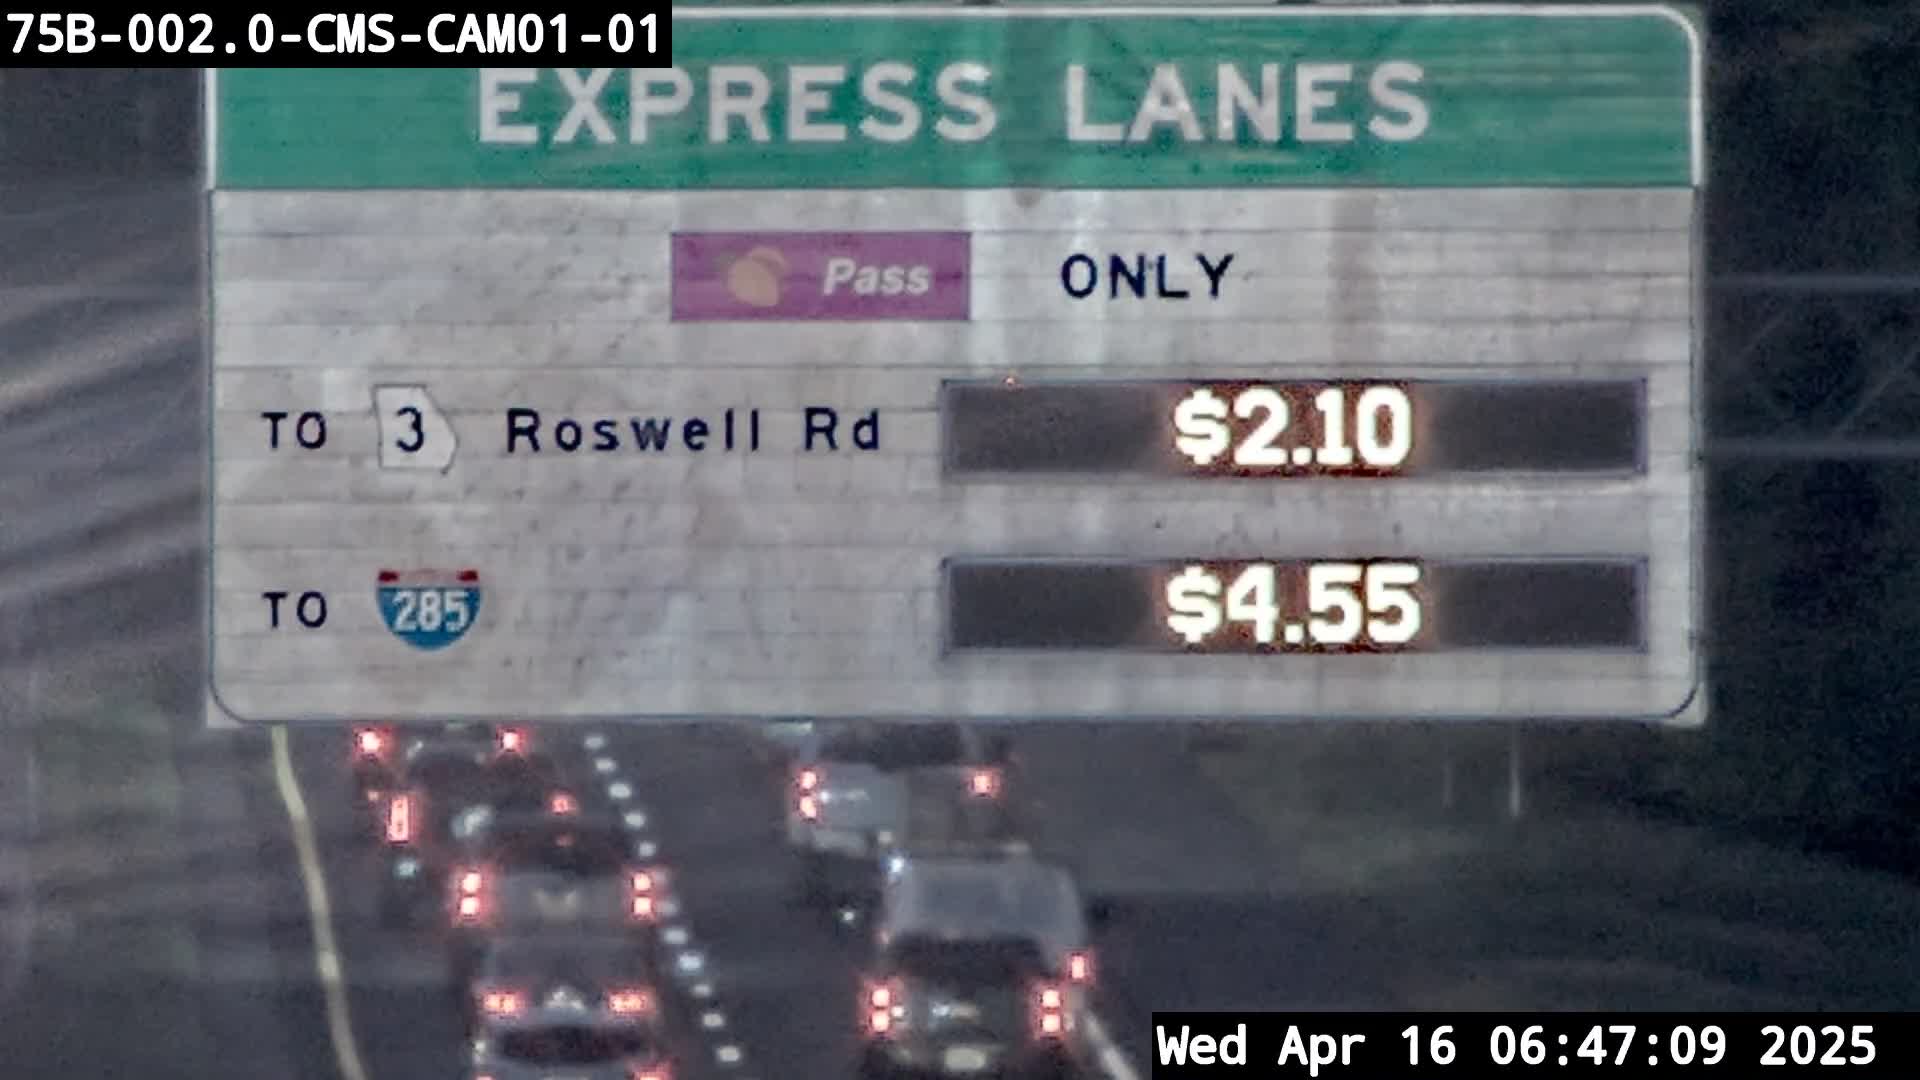 75B-002.0-CMS-CAM01-01
EXPRESS LANES
Pass ONLY
TO 3 Roswell Rd $2.10
TO 285 $4.55
Wed Apr 16 06:47:09 2025